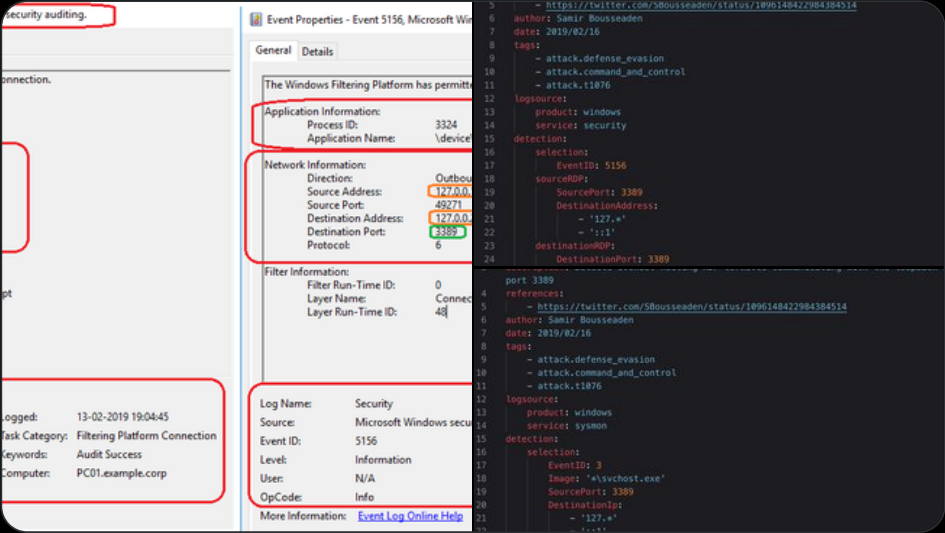 security auditing.
onnection.
pt
ogged: 13-02-2019 19:04:45
Task Category: Filtering Platform Connection
Keywords: Audit Success
Computer: PC01.example.corp
Event Properties - Event 5156, Microsoft Win
General Details
The Windows Filtering Platform has permitte
Application Information:
Process ID: 3324
Application Name: \device\
Network Information:
Direction: Outbou
Source Address: 127.0.0.
Source Port: 49271
Destination Address: 127.0.0.
Destination Port: 3389
Protocol: 6
Filter Information:
Filter Run-Time ID: 0
Layer Name: Connec
Layer Run-Time ID: 48
Log Name: Security
Source: Microsoft Windows secu
Event ID: 5156
Level: Information
User: N/A
OpCode: Info
More Information: Event Log Online Help
5 - https://twitter.com/SBousseaden/status/1096148422984384514
6 author: Samir Bousseaden
7 date: 2019/02/16
8 tags:
9 - attack.defense_evasion
10 - attack.command_and_control
11 - attack.t1076
12 logsource:
13 product: windows
14 service: security
15 detection:
16 selection:
17 EventID: 5156
18 sourceRDP:
19 SourcePort: 3389
20 DestinationAddress:
21 - '127.*'
22 - '::1'
23 destinationRDP:
24 DestinationPort: 3389
port 3389
4 references:
5 - https://twitter.com/SBousseaden/status/1096148422984384514
6 author: Samir Bousseaden
7 date: 2019/02/16
8 tags:
9 - attack.defense_evasion
10 - attack.command_and_control
11 - attack.t1076
12 logsource:
13 product: windows
14 service: sysmon
15 detection:
16 selection:
17 EventID: 3
18 Image: '*\svchost.exe'
19 SourcePort: 3389
20 DestinationIp:
21 - '127.*'